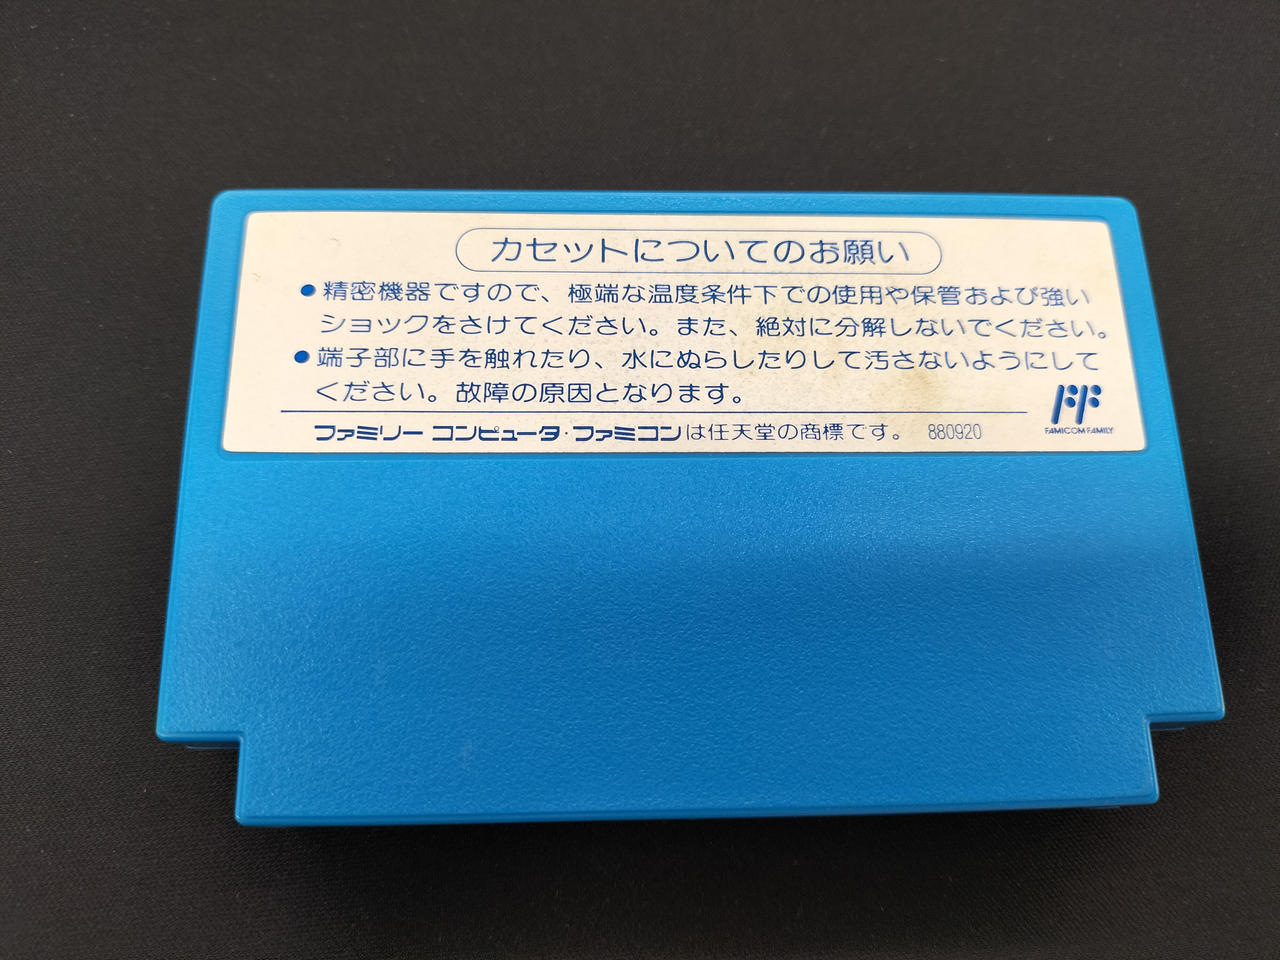 カセットについてのお願い
●精密機器ですので、極端な温度条件下での使用や保管および強い
ショックをさけてください。また、絶対に分解しないでください。
●端子部に手を触れたり、水にぬらしたりして汚さないようにして
ください。故障の原因となります。
ファミリー コンピュータ・ファミコンは任天堂の商標です。 880920
FAMICOM FAMILY